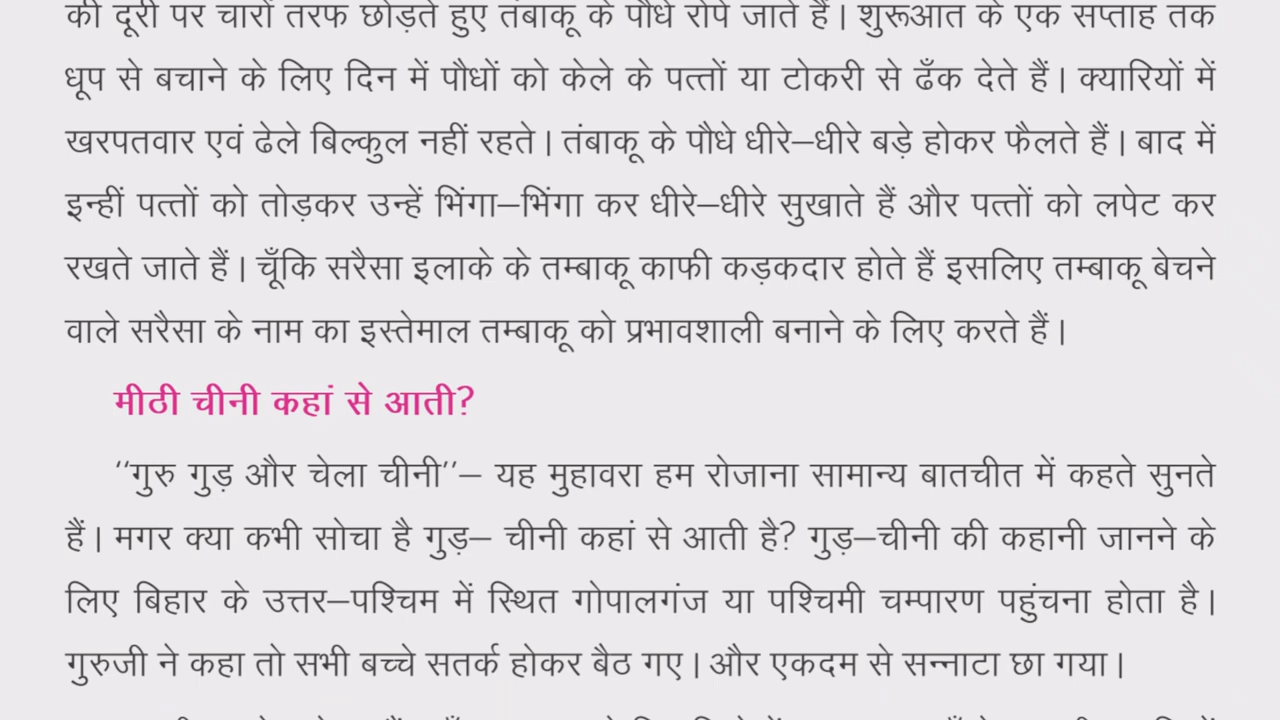 की दूरी पर चारों तरफ छोड़ते हुए तंबाकू के पौधे रोपे जाते हैं। शुरूआत के एक सप्ताह तक
धूप से बचाने के लिए दिन में पौधों को केले के पत्तों या टोकरी से ढँक देते हैं। क्यारियों में
खरपतवार एवं ढेले बिल्कुल नहीं रहते। तंबाकू के पौधे धीरे–धीरे बड़े होकर फैलते हैं। बाद में
इन्हीं पत्तों को तोड़कर उन्हें भिंगा–भिंगा कर धीरे–धीरे सुखाते हैं और पत्तों को लपेट कर
रखते जाते हैं। चूँकि सरैसा इलाके के तम्बाकू काफी कड़कदार होते हैं इसलिए तम्बाकू बेचने
वाले सरैसा के नाम का इस्तेमाल तम्बाकू को प्रभावशाली बनाने के लिए करते हैं।
मीठी चीनी कहां से आती?
‘‘गुरु गुड़ और चेला चीनी’’– यह मुहावरा हम रोजाना सामान्य बातचीत में कहते सुनते
हैं। मगर क्या कभी सोचा है गुड़– चीनी कहां से आती है? गुड़–चीनी की कहानी जानने के
लिए बिहार के उत्तर–पश्चिम में स्थित गोपालगंज या पश्चिमी चम्पारण पहुंचना होता है।
गुरुजी ने कहा तो सभी बच्चे सतर्क होकर बैठ गए। और एकदम से सन्नाटा छा गया।